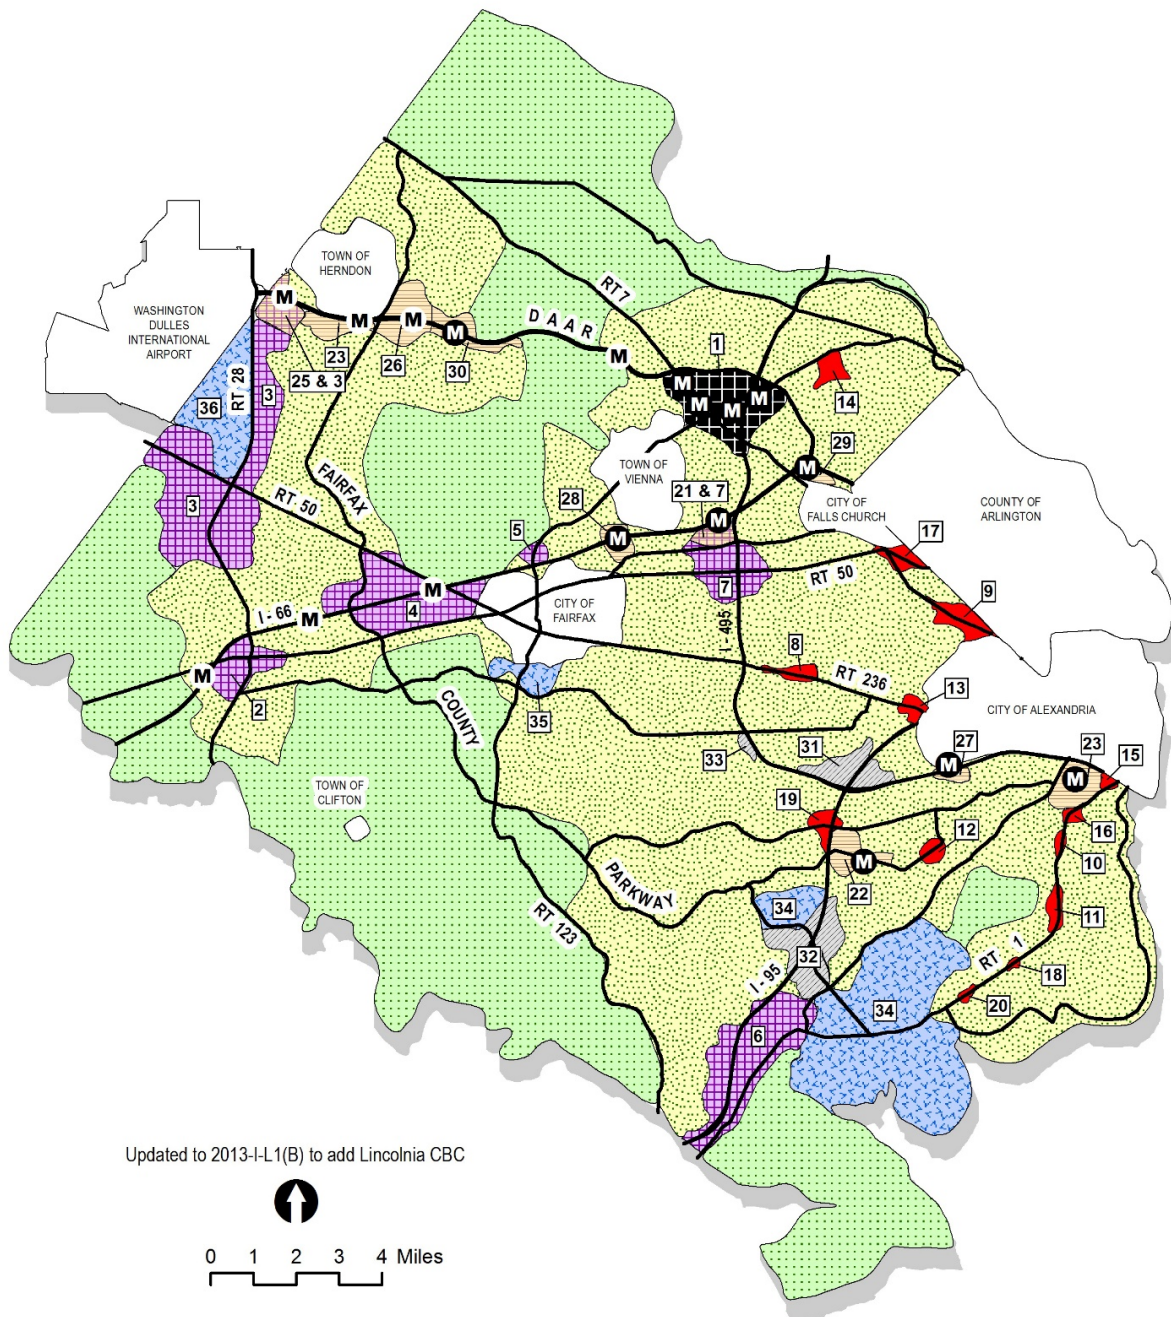 TOWN OF
HERNDON
WASHINGTON
DULLES
INTERNATIONAL
AIRPORT
RT 7
DAAR
M
M
M
M
M
23
26
30
25 & 3
1
M
M
M
M
14
36
RT 28
3
3
RT 50
FAIRFAX
TOWN OF
VIENNA
29
M
28
21 & 7
M
M
CITY OF
FALLS CHURCH
COUNTY OF
ARLINGTON
17
5
7
RT 50
9
M
4
I - 66
M
CITY OF
FAIRFAX
I - 495
8
RT 236
13
CITY OF ALEXANDRIA
M
2
35
COUNTY
33
31
27
M
23
M
15
TOWN OF
CLIFTON
19
12
16
10
M
22
PARKWAY
34
11
RT 123
32
I - 95
RT 1
18
20
34
6
Updated to 2013-I-L1(B) to add Lincolnia CBC
0 1 2 3 4 Miles